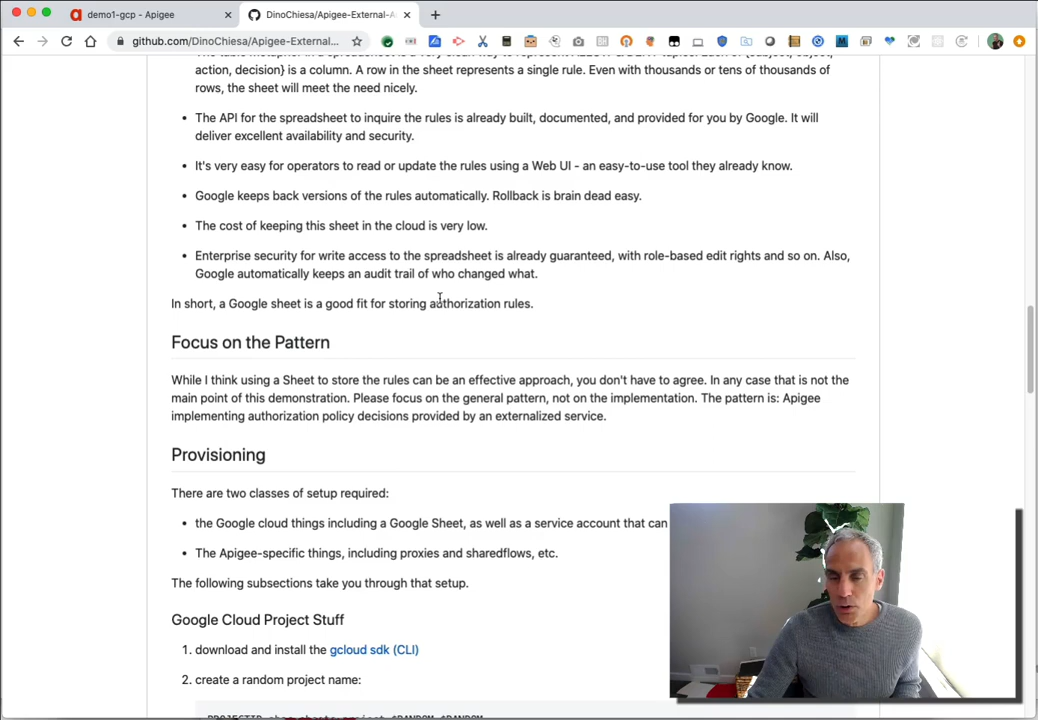 demo1-gcp - Apigee
DinoChiesa/Apigee-External-A
github.com/DinoChiesa/Apigee-External...
action, decision} is a column. A row in the sheet represents a single rule. Even with thousands or tens of thousands of
rows, the sheet will meet the need nicely.
• The API for the spreadsheet to inquire the rules is already built, documented, and provided for you by Google. It will
deliver excellent availability and security.
• It's very easy for operators to read or update the rules using a Web UI - an easy-to-use tool they already know.
• Google keeps back versions of the rules automatically. Rollback is brain dead easy.
• The cost of keeping this sheet in the cloud is very low.
• Enterprise security for write access to the spreadsheet is already guaranteed, with role-based edit rights and so on. Also,
Google automatically keeps an audit trail of who changed what.
In short, a Google sheet is a good fit for storing authorization rules.
Focus on the Pattern
While I think using a Sheet to store the rules can be an effective approach, you don't have to agree. In any case that is not the
main point of this demonstration. Please focus on the general pattern, not on the implementation. The pattern is: Apigee
implementing authorization policy decisions provided by an externalized service.
Provisioning
There are two classes of setup required:
• the Google cloud things including a Google Sheet, as well as a service account that can
• The Apigee-specific things, including proxies and sharedflows, etc.
The following subsections take you through that setup.
Google Cloud Project Stuff
1. download and install the gcloud sdk (CLI)
2. create a random project name: